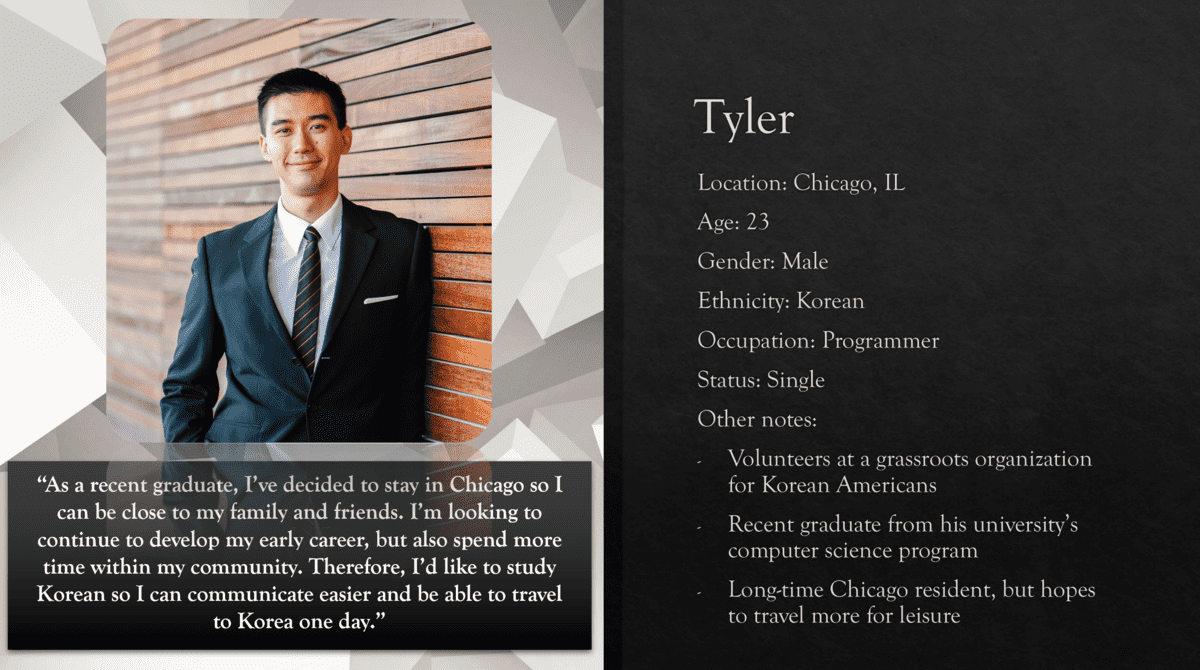 Tyler
Location: Chicago, IL
Age: 23
Gender: Male
Ethnicity: Korean
Occupation: Programmer
Status: Single
Other notes:
- Volunteers at a grassroots organization
for Korean Americans
- Recent graduate from his university’s
computer science program
- Long-time Chicago resident, but hopes
to travel more for leisure
“As a recent graduate, I’ve decided to stay in Chicago so I
can be close to my family and friends. I’m looking to
continue to develop my early career, but also spend more
time within my community. Therefore, I’d like to study
Korean so I can communicate easier and be able to travel
to Korea one day.”